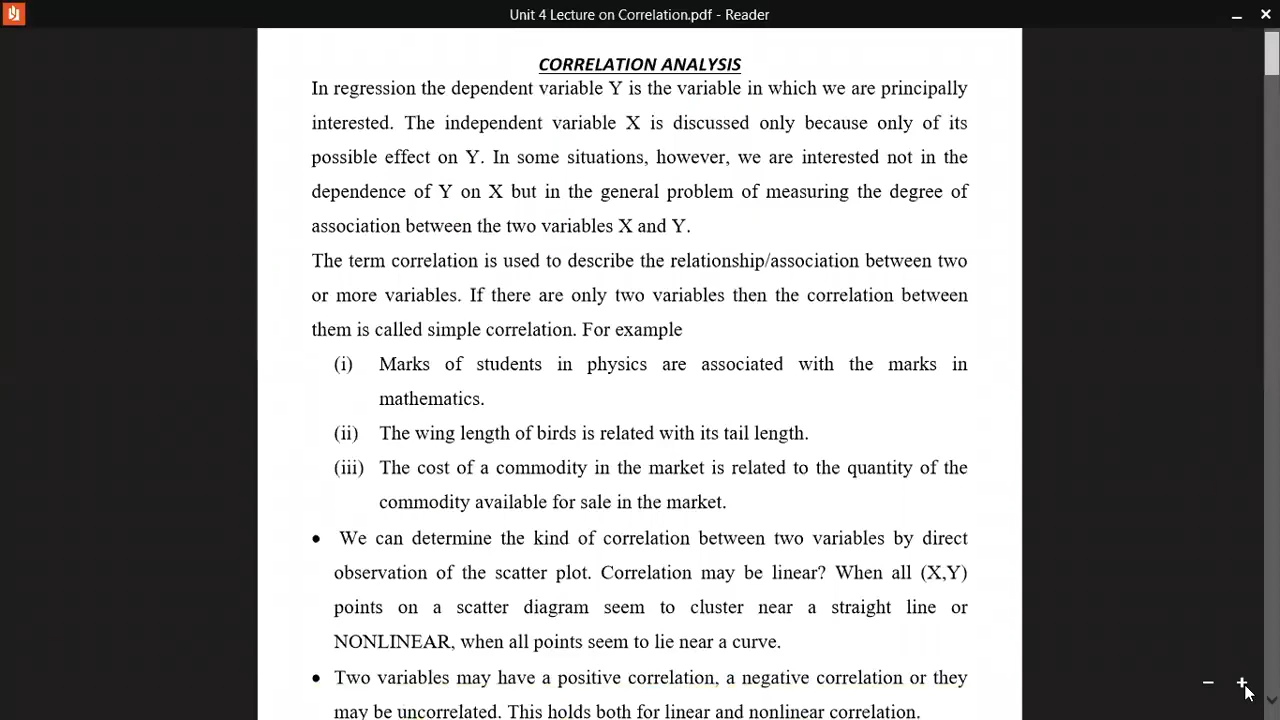 Unit 4 Lecture on Correlation.pdf - Reader
CORRELATION ANALYSIS
In regression the dependent variable Y is the variable in which we are principally
interested. The independent variable X is discussed only because only of its
possible effect on Y. In some situations, however, we are interested not in the
dependence of Y on X but in the general problem of measuring the degree of
association between the two variables X and Y.
The term correlation is used to describe the relationship/association between two
or more variables. If there are only two variables then the correlation between
them is called simple correlation. For example
(i) Marks of students in physics are associated with the marks in
mathematics.
(ii) The wing length of birds is related with its tail length.
(iii) The cost of a commodity in the market is related to the quantity of the
commodity available for sale in the market.
• We can determine the kind of correlation between two variables by direct
observation of the scatter plot. Correlation may be linear? When all (X,Y)
points on a scatter diagram seem to cluster near a straight line or
NONLINEAR, when all points seem to lie near a curve.
• Two variables may have a positive correlation, a negative correlation or they
may be uncorrelated. This holds both for linear and nonlinear correlation.